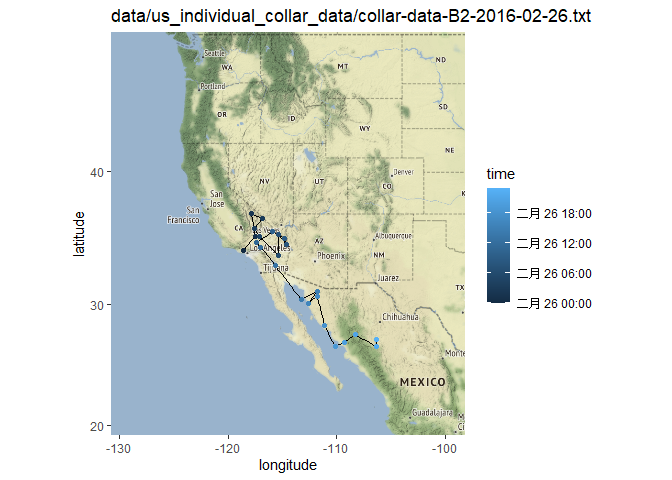 data/us_individual_collar_data/collar-data-B2-2016-02-26.txt
Seattle
WA
MT
ND
Portland
OR
ID
SD
WY
NE
40
NV
UT
Denver
CO
San
Jose
San
Francisco
CA
Los Angeles
AZ
Albuquerque
Phoenix
NM
Tijuana
Juarez
30
Chihuahua
MEXICO
Guadalajara
20
-130
-120
-110
-100
longitude
latitude
time
二月 26 18:00
二月 26 12:00
二月 26 06:00
二月 26 00:00